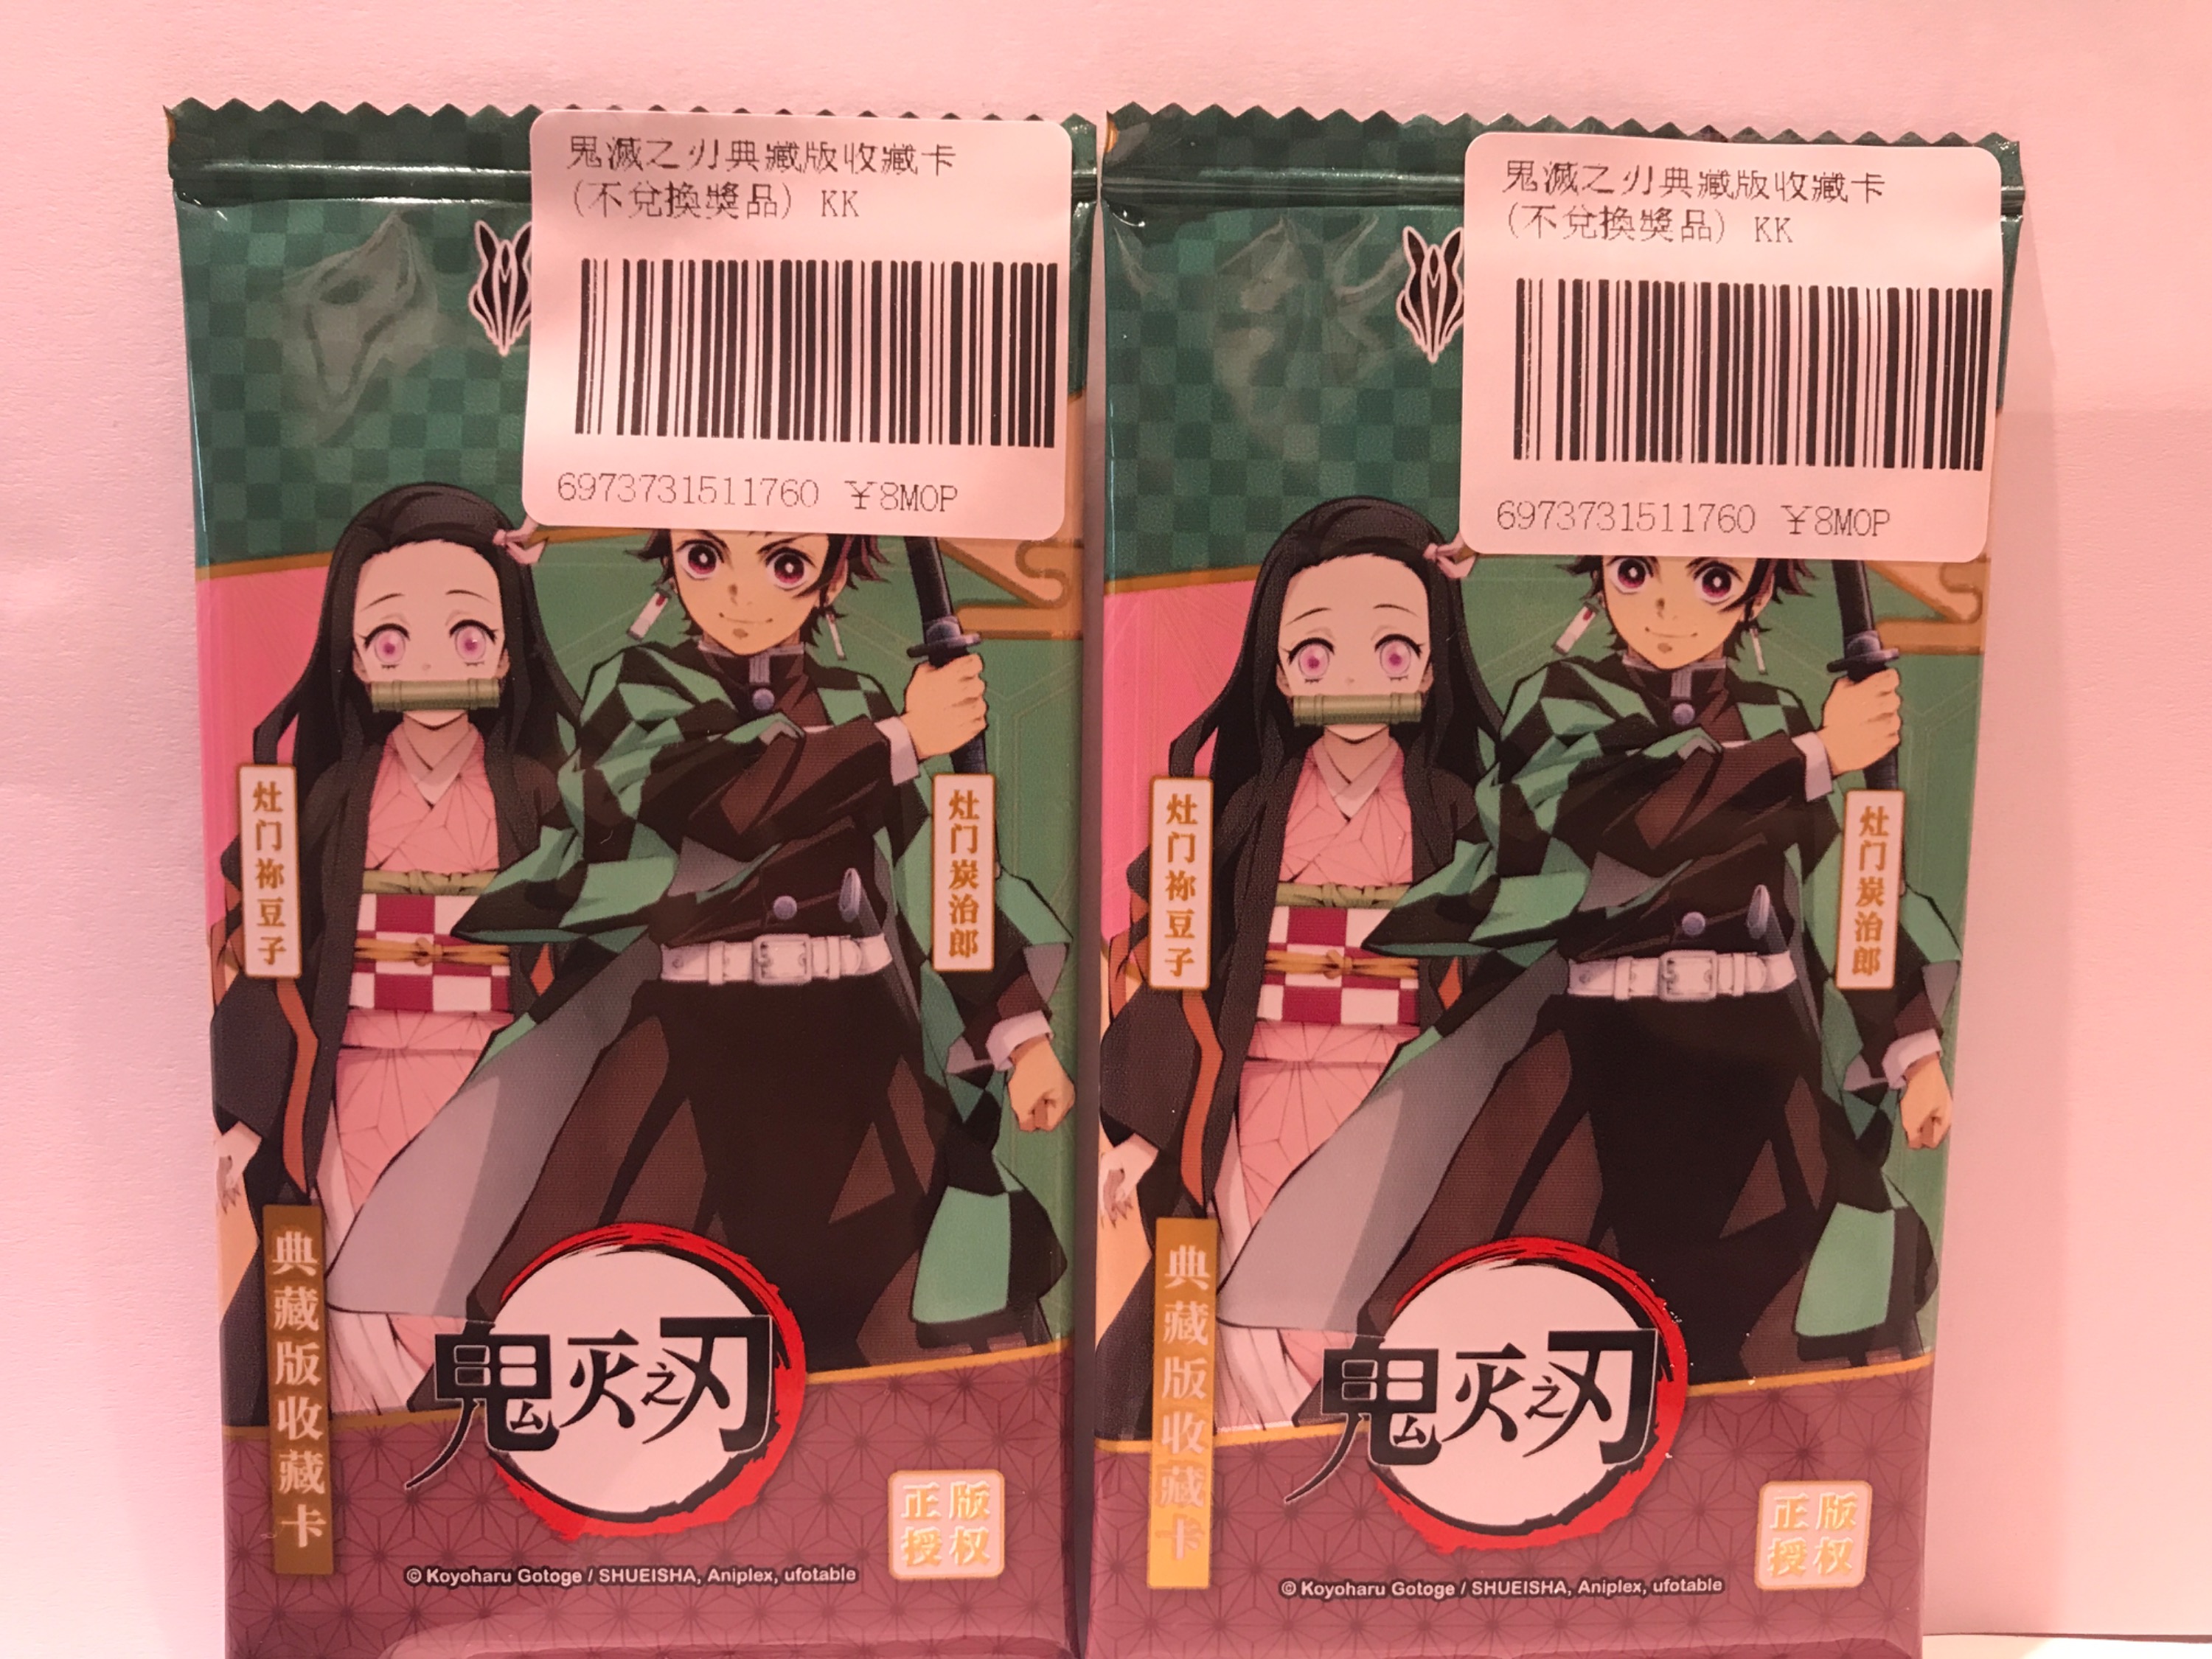 鬼滅之刃典藏版收藏卡
(不兌換獎品) KK
6973731511760 ¥8MOP
灶门祢豆子
灶门炭治郎
典藏版收藏卡
鬼灭之刃
正版
授权
© Koyoharu Gotoge / SHUEISHA, Aniplex, ufotable
鬼滅之刃典藏版收藏卡
(不兌換獎品) KK
6973731511760 ¥8MOP
灶门祢豆子
灶门炭治郎
典藏版收藏卡
鬼灭之刃
正版
授权
© Koyoharu Gotoge / SHUEISHA, Aniplex, ufotable